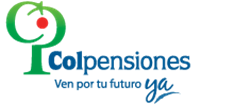 Colpensiones
Ven por tu futuro ya